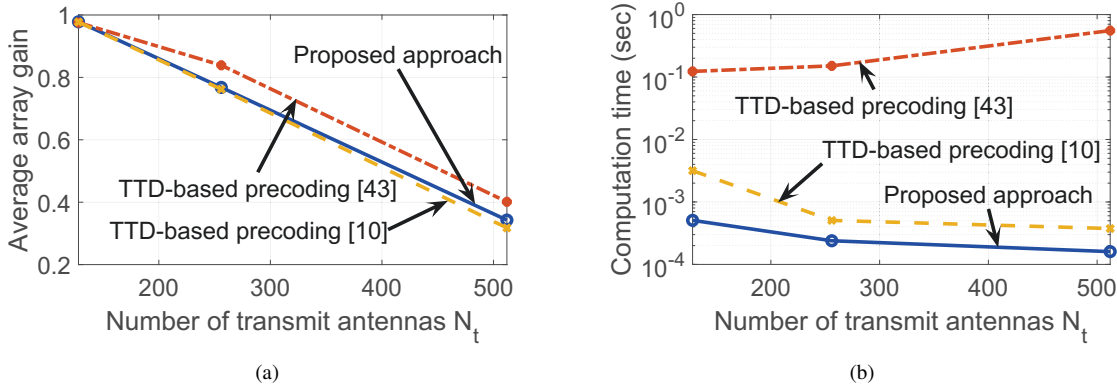 1
0.8
0.6
0.4
0.2
Average array gain
200
300
400
500
Number of transmit antennas N_t
Proposed approach
TTD-based precoding [43]
TTD-based precoding [10]
(a)
10^0
10^-1
10^-2
10^-3
10^-4
Computation time (sec)
200
300
400
500
Number of transmit antennas N_t
TTD-based precoding [43]
TTD-based precoding [10]
Proposed approach
(b)